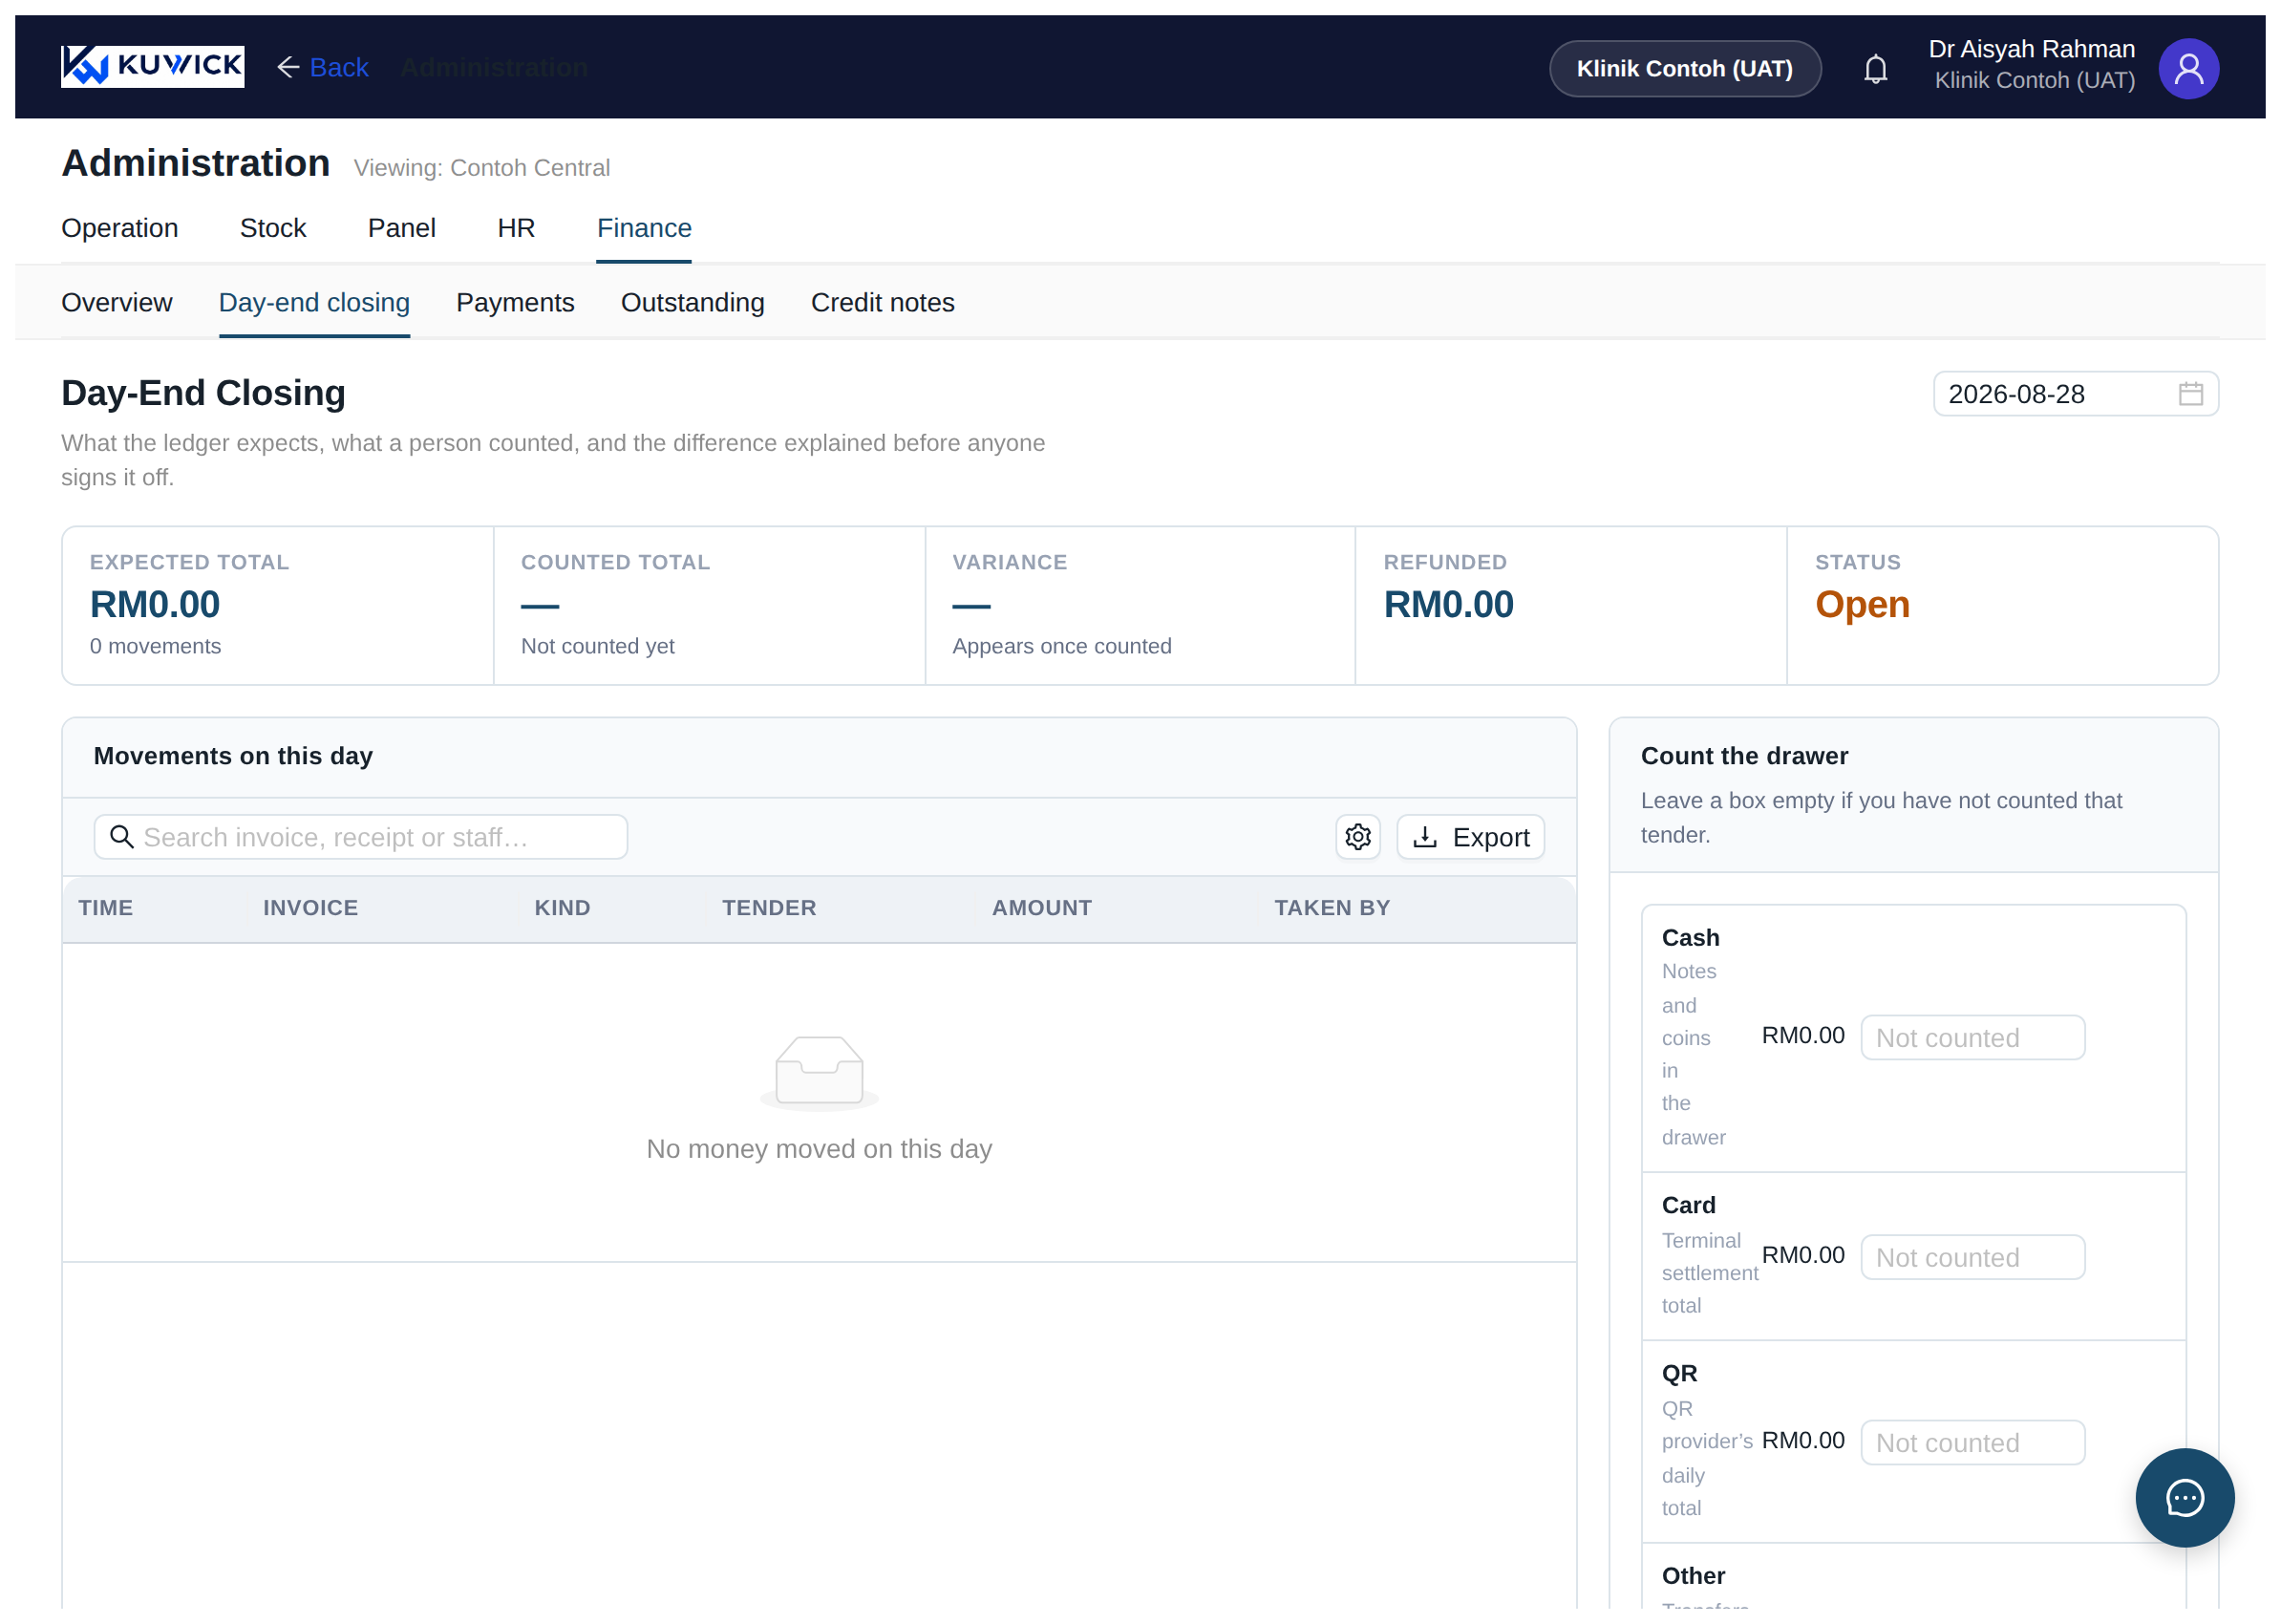 KUWICK
Back
Administration
Klinik Contoh (UAT)
Dr Aisyah Rahman
Klinik Contoh (UAT)
Administration
Viewing: Contoh Central
Operation
Stock
Panel
HR
Finance
Overview
Day-end closing
Payments
Outstanding
Credit notes
Day-End Closing
2026-08-28
What the ledger expects, what a person counted, and the difference explained before anyone
signs it off.
EXPECTED TOTAL
RM0.00
0 movements
COUNTED TOTAL
—
Not counted yet
VARIANCE
—
Appears once counted
REFUNDED
RM0.00
STATUS
Open
Movements on this day
Search invoice, receipt or staff…
Export
TIME
INVOICE
KIND
TENDER
AMOUNT
TAKEN BY
No money moved on this day
Count the drawer
Leave a box empty if you have not counted that
tender.
Cash
Notes
and
coins
in
the
drawer
RM0.00
Not counted
Card
Terminal
settlement
total
RM0.00
Not counted
QR
QR
provider’s
daily
total
RM0.00
Not counted
Other